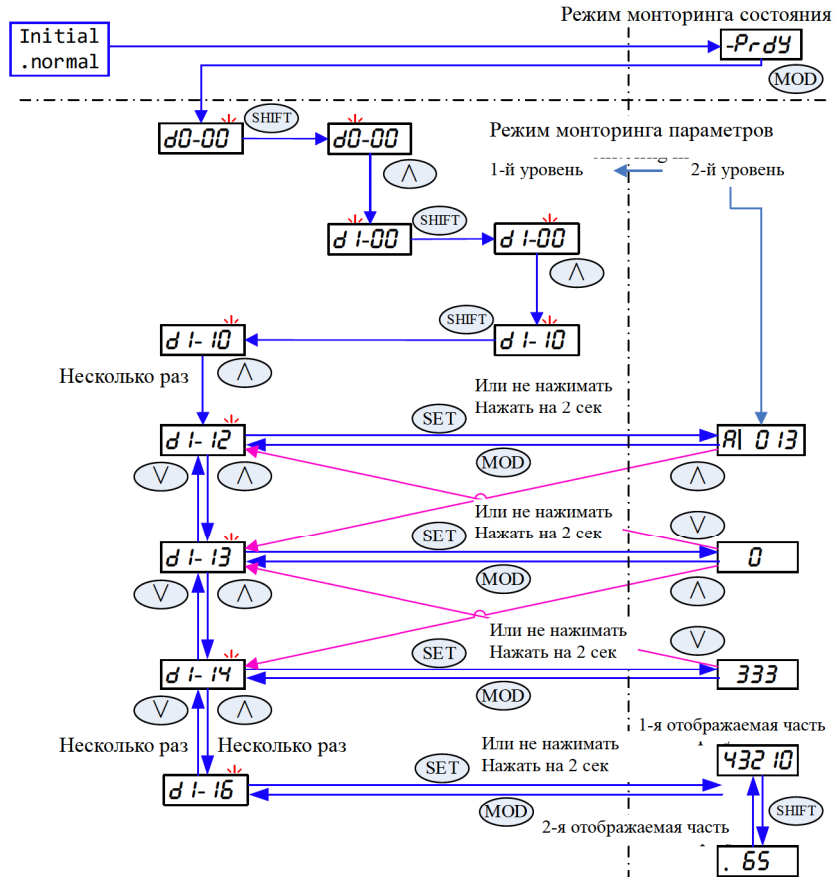 Режим монторинга состояния
Initial
.normal
-Prdy
MOD
d0-00
SHIFT
d0-00
Режим монторинга параметров
1-й уровень
2-й уровень
Λ
d1-00
SHIFT
d1-00
Λ
d1-10
SHIFT
d1-10
Несколько раз
Λ
Или не нажимать
Нажать на 2 сек
d1-12
SET
A| 013
MOD
V
Λ
Λ
Или не нажимать
Нажать на 2 сек
V
d1-13
SET
0
MOD
V
Λ
Λ
Или не нажимать
Нажать на 2 сек
V
d1-14
SET
333
MOD
V
Λ
1-я отображаемая часть
Несколько раз
Несколько раз
Или не нажимать
Нажать на 2 сек
43210
d1-16
SET
MOD
SHIFT
2-я отображаемая часть
. 65